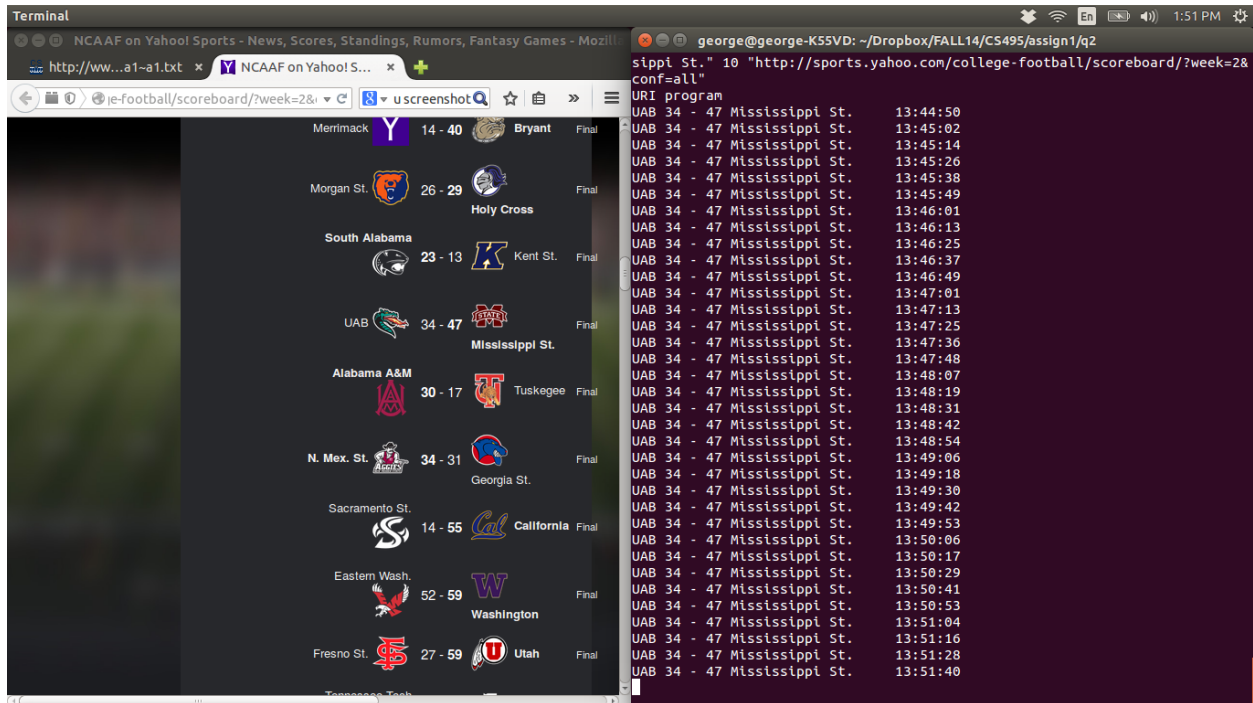 Terminal
En
1:51 PM
NCAAF on Yahoo! Sports - News, Scores, Standings, Rumors, Fantasy Games - Mozill
http://ww...a1~a1.txt
NCAAF on Yahoo! S...
je-football/scoreboard/?week=2&
u screenshot
Merrimack 14 - 40 Bryant Final
Morgan St. 26 - 29 Final
Holy Cross
South Alabama
23 - 13 Kent St. Final
UAB 34 - 47 STATE Final
Mississippi St.
Alabama A&M
30 - 17 Tuskegee Final
N. Mex. St. AGGIES 34 - 31 Final
Georgia St.
Sacramento St.
14 - 55 Cal California Final
Eastern Wash.
52 - 59 W Final
Washington
Fresno St. FS 27 - 59 U Utah Final
Tennessee Tech
george@george-K55VD: ~/Dropbox/FALL14/CS495/assign1/q2
sippi St." 10 "http://sports.yahoo.com/college-football/scoreboard/?week=2&
conf=all"
URI program
UAB 34 - 47 Mississippi St. 13:44:50
UAB 34 - 47 Mississippi St. 13:45:02
UAB 34 - 47 Mississippi St. 13:45:14
UAB 34 - 47 Mississippi St. 13:45:26
UAB 34 - 47 Mississippi St. 13:45:38
UAB 34 - 47 Mississippi St. 13:45:49
UAB 34 - 47 Mississippi St. 13:46:01
UAB 34 - 47 Mississippi St. 13:46:13
UAB 34 - 47 Mississippi St. 13:46:25
UAB 34 - 47 Mississippi St. 13:46:37
UAB 34 - 47 Mississippi St. 13:46:49
UAB 34 - 47 Mississippi St. 13:47:01
UAB 34 - 47 Mississippi St. 13:47:13
UAB 34 - 47 Mississippi St. 13:47:25
UAB 34 - 47 Mississippi St. 13:47:36
UAB 34 - 47 Mississippi St. 13:47:48
UAB 34 - 47 Mississippi St. 13:48:07
UAB 34 - 47 Mississippi St. 13:48:19
UAB 34 - 47 Mississippi St. 13:48:31
UAB 34 - 47 Mississippi St. 13:48:42
UAB 34 - 47 Mississippi St. 13:48:54
UAB 34 - 47 Mississippi St. 13:49:06
UAB 34 - 47 Mississippi St. 13:49:18
UAB 34 - 47 Mississippi St. 13:49:30
UAB 34 - 47 Mississippi St. 13:49:42
UAB 34 - 47 Mississippi St. 13:49:53
UAB 34 - 47 Mississippi St. 13:50:06
UAB 34 - 47 Mississippi St. 13:50:17
UAB 34 - 47 Mississippi St. 13:50:29
UAB 34 - 47 Mississippi St. 13:50:41
UAB 34 - 47 Mississippi St. 13:50:53
UAB 34 - 47 Mississippi St. 13:51:04
UAB 34 - 47 Mississippi St. 13:51:16
UAB 34 - 47 Mississippi St. 13:51:28
UAB 34 - 47 Mississippi St. 13:51:40